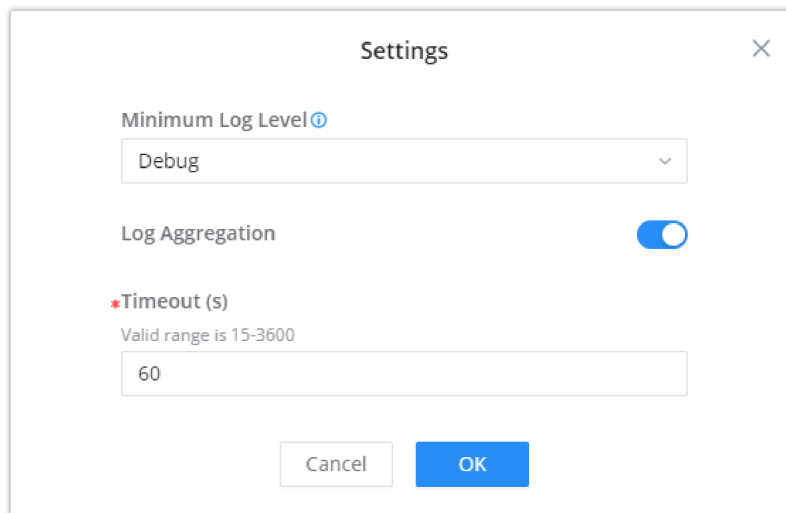 Settings
Minimum Log Level
Debug
Log Aggregation
*Timeout (s)
Valid range is 15-3600
60
Cancel OK